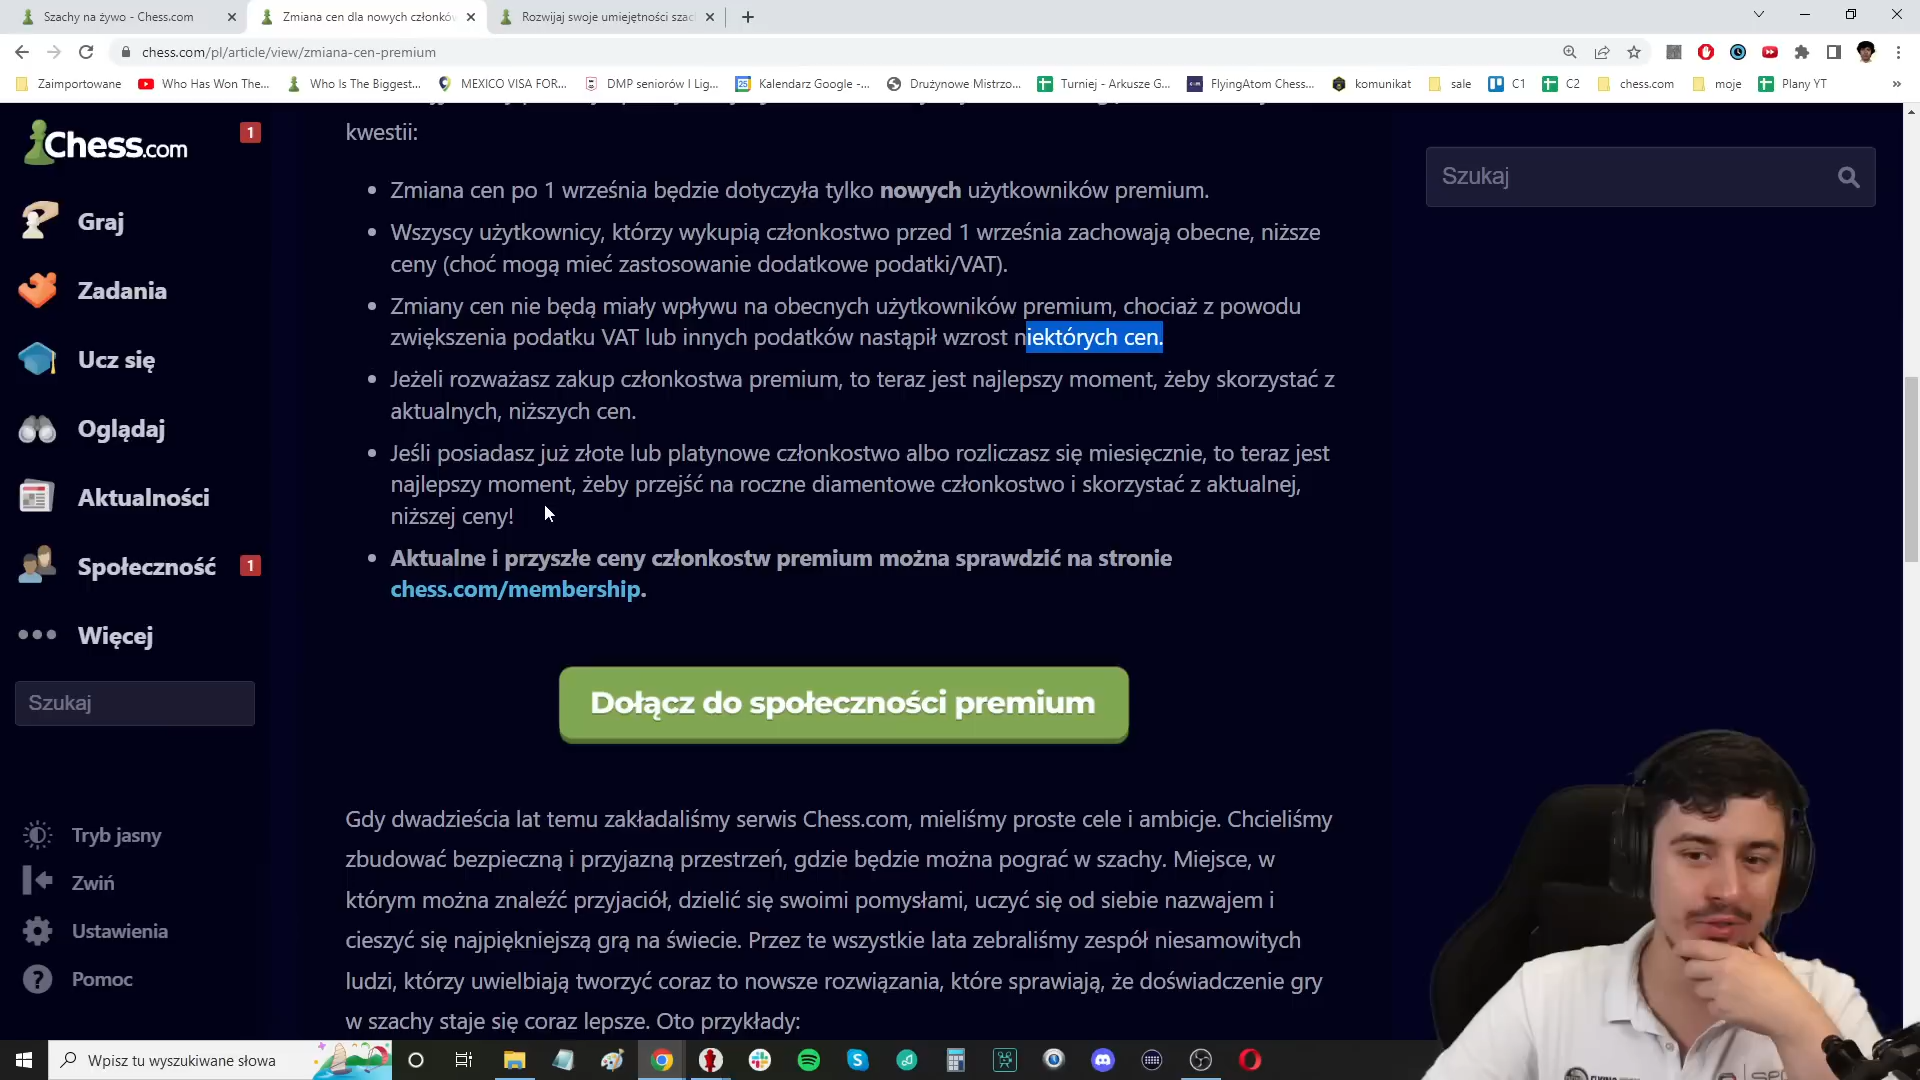 Szachy na żywo - Chess.com
Zmiana cen dla nowych członków
Rozwijaj swoje umiejętności szac
chess.com/pl/article/view/zmiana-cen-premium
Zaimportowane
Who Has Won The...
Who Is The Biggest...
MEXICO VISA FOR...
DMP seniorów I Lig...
Kalendarz Google -...
Drużynowe Mistrzo...
Turniej - Arkusze G...
FlyingAtom Chess...
komunikat
sale
C1
C2
chess.com
moje
Plany YT
»
Chess.com
1
Graj
Zadania
Ucz się
Oglądaj
Aktualności
Społeczność
1
Więcej
Szukaj
Tryb jasny
Zwiń
Ustawienia
Pomoc
kwestii:
Zmiana cen po 1 września będzie dotyczyła tylko nowych użytkowników premium.
Wszyscy użytkownicy, którzy wykupią członkostwo przed 1 września zachowają obecne, niższe
ceny (choć mogą mieć zastosowanie dodatkowe podatki/VAT).
Zmiany cen nie będą miały wpływu na obecnych użytkowników premium, chociaż z powodu
zwiększenia podatku VAT lub innych podatków nastąpił wzrost niektórych cen.
Jeżeli rozważasz zakup członkostwa premium, to teraz jest najlepszy moment, żeby skorzystać z
aktualnych, niższych cen.
Jeśli posiadasz już złote lub platynowe członkostwo albo rozliczasz się miesięcznie, to teraz jest
najlepszy moment, żeby przejść na roczne diamentowe członkostwo i skorzystać z aktualnej,
niższej ceny!
Aktualne i przyszłe ceny członkostw premium można sprawdzić na stronie
chess.com/membership.
Dołącz do społeczności premium
Gdy dwadzieścia lat temu zakładaliśmy serwis Chess.com, mieliśmy proste cele i ambicje. Chcieliśmy
zbudować bezpieczną i przyjazną przestrzeń, gdzie będzie można pograć w szachy. Miejsce, w
którym można znaleźć przyjaciół, dzielić się swoimi pomysłami, uczyć się od siebie nazwajem i
cieszyć się najpiękniejszą grą na świecie. Przez te wszystkie lata zebraliśmy zespół niesamowitych
ludzi, którzy uwielbiają tworzyć coraz to nowsze rozwiązania, które sprawiają, że doświadczenie gry
w szachy staje się coraz lepsze. Oto przykłady:
Szukaj
Wpisz tu wyszukiwane słowa